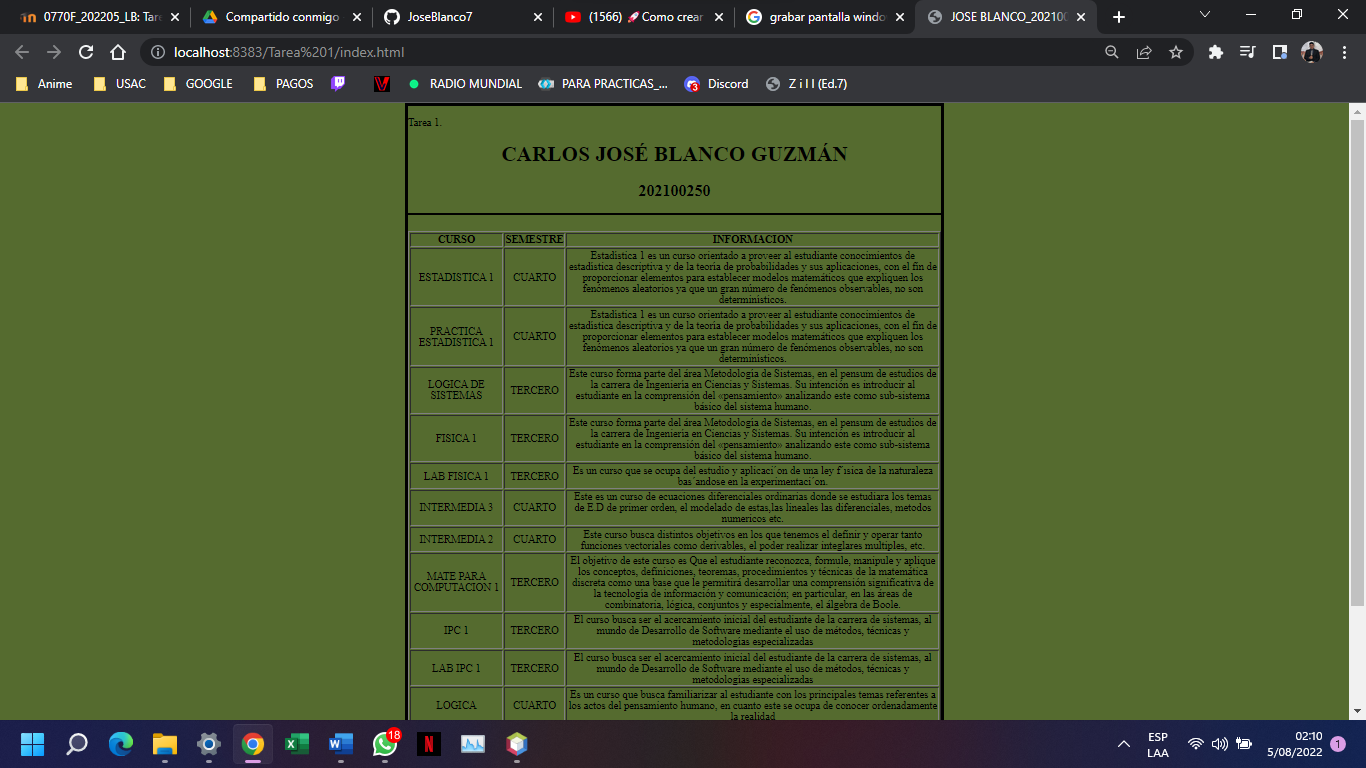 0770F_202205_LB: Tare
Compartido conmigo
JoseBlanco7
(1566) 🚀Como crear
grabar pantalla windo
JOSE BLANCO_20210
localhost:8383/Tarea%201/index.html
Anime
USAC
GOOGLE
PAGOS
RADIO MUNDIAL
PARA PRACTICAS_...
3
Discord
Z i l l (Ed.7)
Tarea 1.
CARLOS JOSÉ BLANCO GUZMÁN
202100250
CURSO SEMESTRE INFORMACION
ESTADISTICA 1
CUARTO
Estadística 1 es un curso orientado a proveer al estudiante conocimientos de
estadística descriptiva y de la teoría de probabilidades y sus aplicaciones, con el fin de
proporcionar elementos para establecer modelos matemáticos que expliquen los
fenómenos aleatorios ya que un gran número de fenómenos observables, no son
determinísticos.
PRACTICA
ESTADISTICA 1
CUARTO
Estadística 1 es un curso orientado a proveer al estudiante conocimientos de
estadística descriptiva y de la teoría de probabilidades y sus aplicaciones, con el fin de
proporcionar elementos para establecer modelos matemáticos que expliquen los
fenómenos aleatorios ya que un gran número de fenómenos observables, no son
determinísticos.
LOGICA DE
SISTEMAS
TERCERO
Este curso forma parte del área Metodología de Sistemas, en el pensum de estudios de
la carrera de Ingeniería en Ciencias y Sistemas. Su intención es introducir al
estudiante en la comprensión del «pensamiento» analizando este como sub-sistema
básico del sistema humano.
FISICA 1
TERCERO
Este curso forma parte del área Metodología de Sistemas, en el pensum de estudios de
la carrera de Ingeniería en Ciencias y Sistemas. Su intención es introducir al
estudiante en la comprensión del «pensamiento» analizando este como sub-sistema
básico del sistema humano.
LAB FISICA 1
TERCERO
Es un curso que se ocupa del estudio y aplicaci´on de una ley f´ısica de la naturaleza
bas´andose en la experimentaci´on.
INTERMEDIA 3
CUARTO
Este es un curso de ecuaciones diferenciales ordinarias donde se estudiara los temas
de E.D de primer orden, el modelado de estas,las lineales las diferenciales, metodos
numericos etc.
INTERMEDIA 2
CUARTO
Este curso busca distintos objetivos en los que tenemos el definir y operar tanto
funciones vectoriales como derivables, el poder realizar integlares multiples, etc.
MATE PARA
COMPUTACION 1
TERCERO
El objetivo de este curso es Que el estudiante reconozca, formule, manipule y aplique
los conceptos, definiciones, teoremas, procedimientos y técnicas de la matemática
discreta como una base que le permitirá desarrollar una comprensión significativa de
la tecnología de información y comunicación; en particular, en las áreas de
combinatoria, lógica, conjuntos y especialmente, el álgebra de Boole.
IPC 1
TERCERO
El curso busca ser el acercamiento inicial del estudiante de la carrera de sistemas, al
mundo de Desarrollo de Software mediante el uso de métodos, técnicas y
metodologías especializadas
LAB IPC 1
TERCERO
El curso busca ser el acercamiento inicial del estudiante de la carrera de sistemas, al
mundo de Desarrollo de Software mediante el uso de métodos, técnicas y
metodologías especializadas
LOGICA
CUARTO
Es un curso que busca familiarizar al estudiante con los principales temas referentes a
los actos del pensamiento humano, en cuanto este se ocupa de conocer ordenadamente
la realidad
18
ESP
LAA
02:10
5/08/2022
1